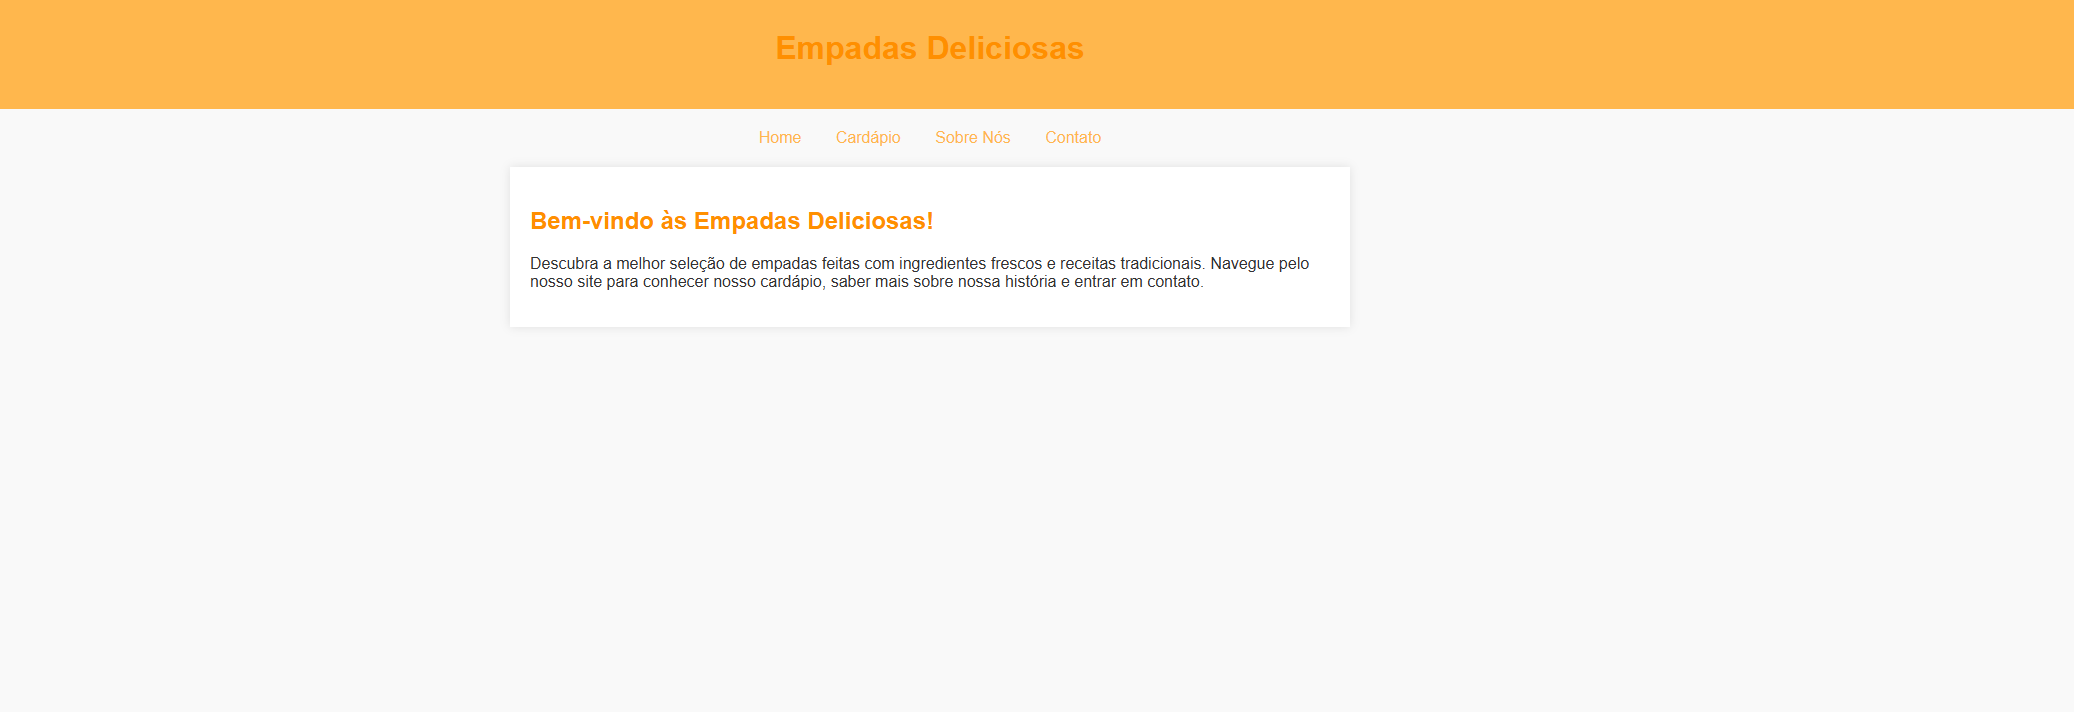 Empadas Deliciosas
Home Cardápio Sobre Nós Contato
Bem-vindo às Empadas Deliciosas!
Descubra a melhor seleção de empadas feitas com ingredientes frescos e receitas tradicionais. Navegue pelo
nosso site para conhecer nosso cardápio, saber mais sobre nossa história e entrar em contato.